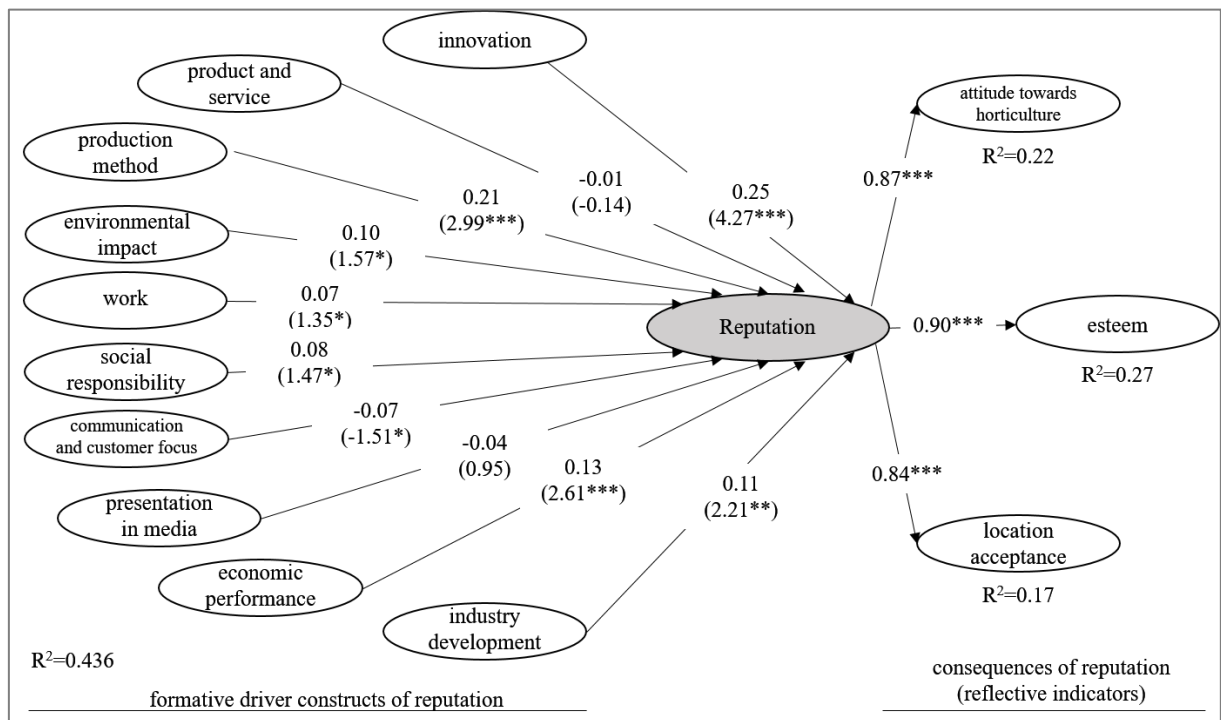 innovation
product and
service
production
method
environmental
impact
work
social
responsibility
communication
and customer focus
presentation
in media
economic
performance
industry
development
0.25
(4.27***)
-0.01
(-0.14)
0.21
(2.99***)
0.10
(1.57*)
0.07
(1.35*)
0.08
(1.47*)
-0.07
(-1.51*)
-0.04
(0.95)
0.13
(2.61***)
0.11
(2.21**)
Reputation
0.87***
0.90***
0.84***
attitude towards
horticulture
R²=0.22
esteem
R²=0.27
location
acceptance
R²=0.17
R²=0.436
formative driver constructs of reputation
consequences of reputation
(reflective indicators)